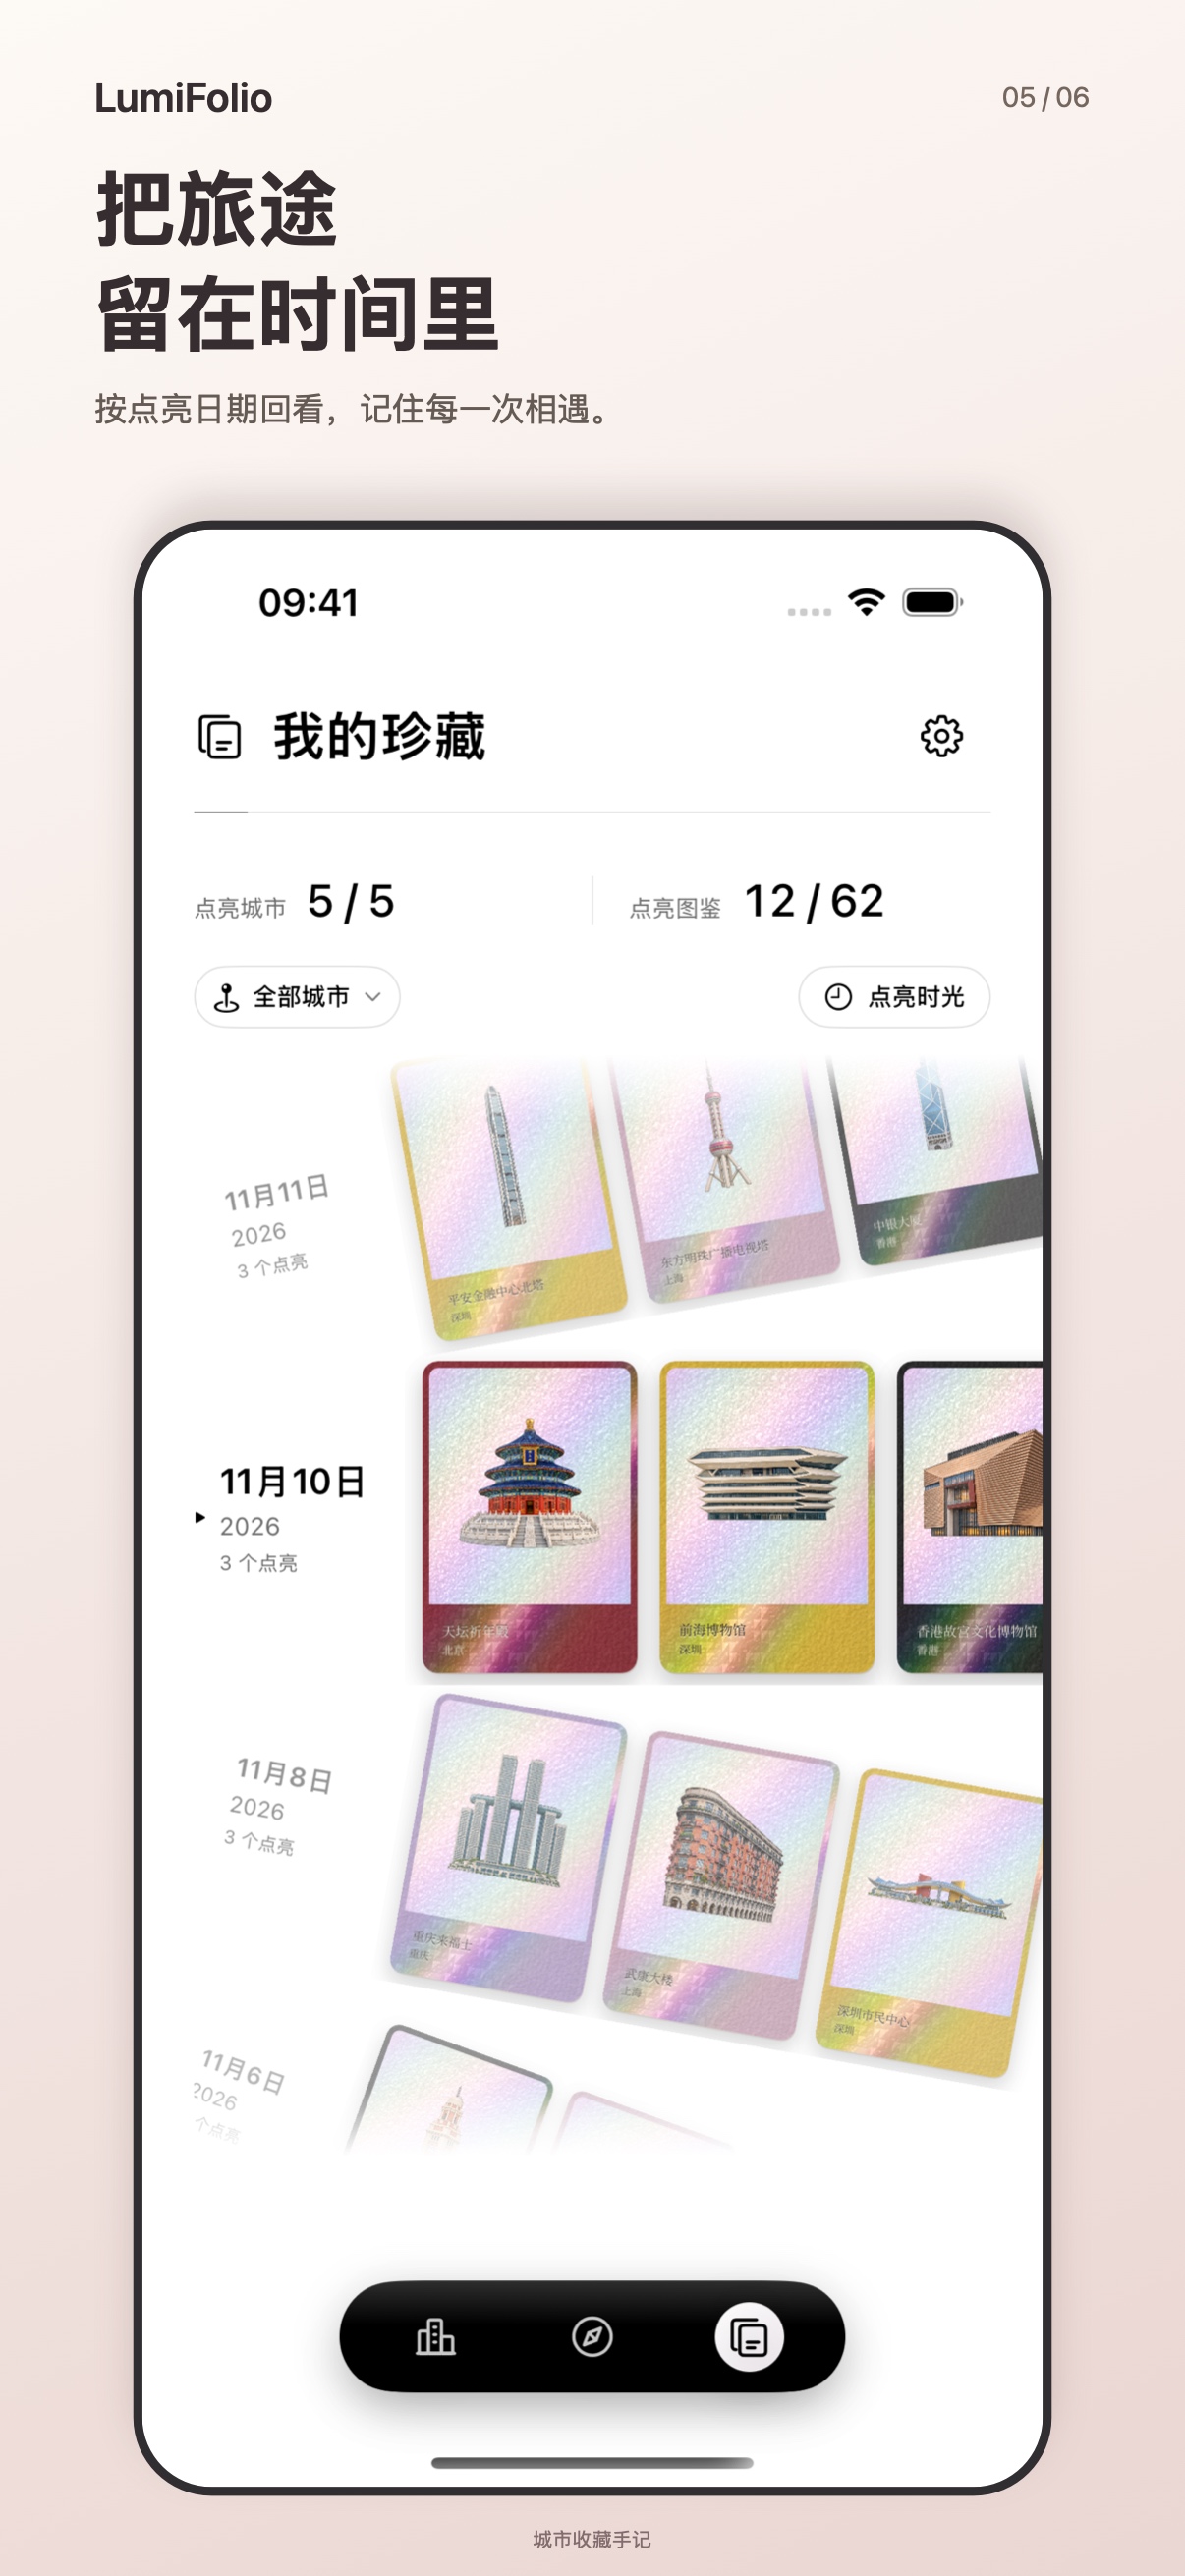 LumiFolio
05 / 06
把旅途
留在时间里
按点亮日期回看，记住每一次相遇。
09:41
我的珍藏
点亮城市 5 / 5
点亮图鉴 12 / 62
全部城市
点亮时光
11月11日
2026
3 个点亮
平安金融中心北塔
深圳
东方明珠广播电视塔
上海
中银大厦
香港
11月10日
2026
3 个点亮
天坛祈年殿
北京
前海博物馆
深圳
香港故宫文化博物馆
香港
11月8日
2026
3 个点亮
重庆来福士
重庆
武康大楼
上海
深圳市民中心
深圳
11月6日
2026
个点亮
城市收藏手记